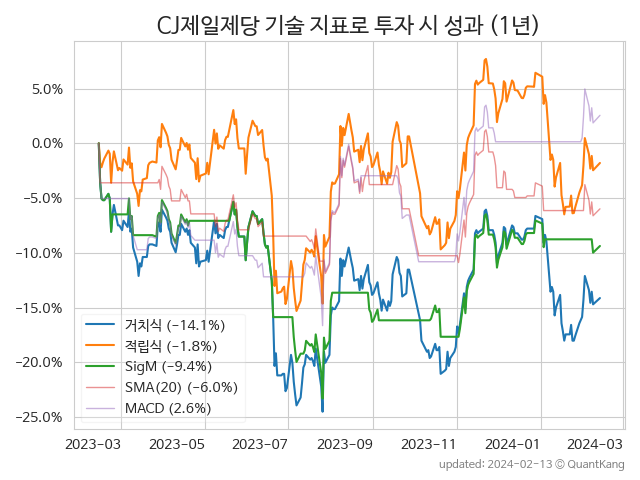 CJ제일제당 기술 지표로 투자 시 성과 (1년)
5.0%
0.0%
−5.0%
−10.0%
−15.0%
−20.0%
−25.0%
거치식 (−14.1%)
적립식 (−1.8%)
SigM (−9.4%)
SMA(20) (−6.0%)
MACD (2.6%)
2023-03 2023-05 2023-07 2023-09 2023-11 2024-01 2024-03
updated: 2024-02-13 © QuantKang